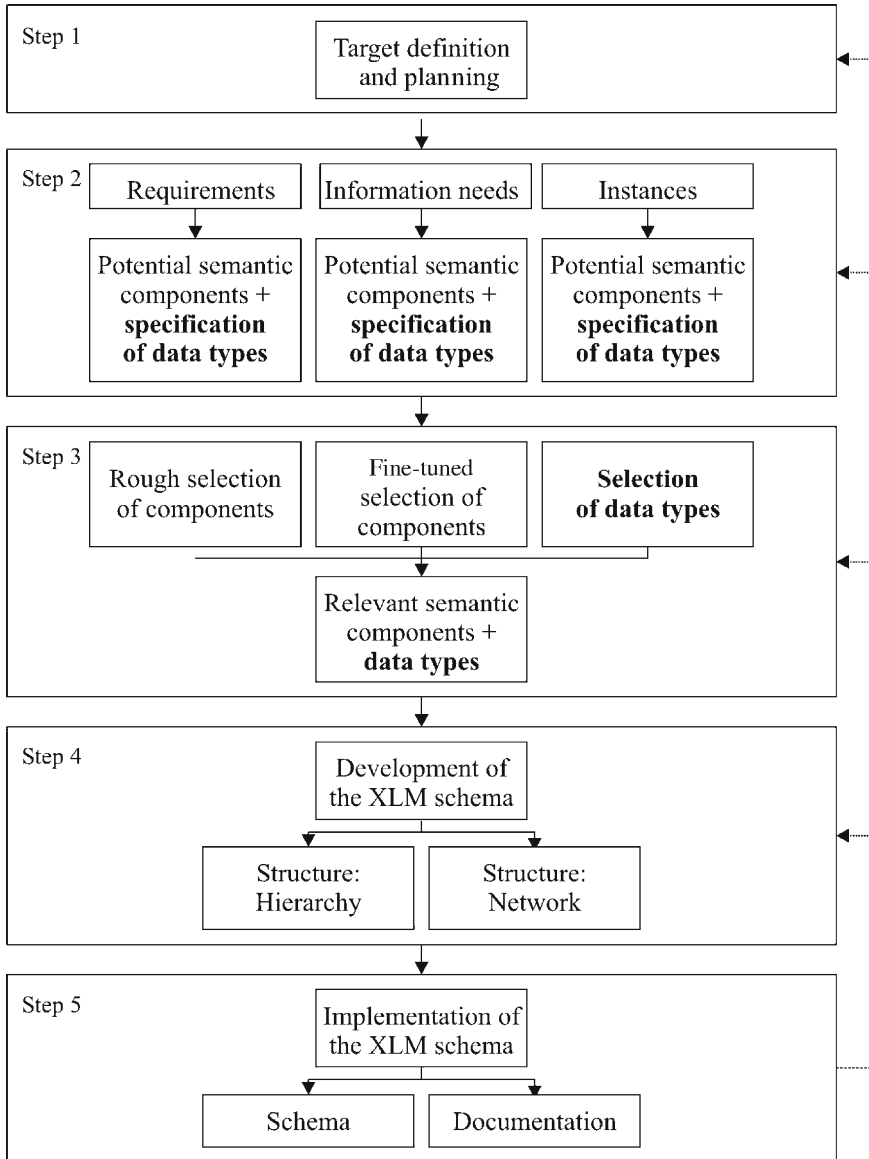 Step 1
Target definition
and planning
Step 2
Requirements
Information needs
Instances
Potential semantic
components +
specification
of data types
Potential semantic
components +
specification
of data types
Potential semantic
components +
specification
of data types
Step 3
Rough selection
of components
Fine-tuned
selection of
components
Selection
of data types
Relevant semantic
components +
data types
Step 4
Development of
the XLM schema
Structure:
Hierarchy
Structure:
Network
Step 5
Implementation of
the XLM schema
Schema
Documentation